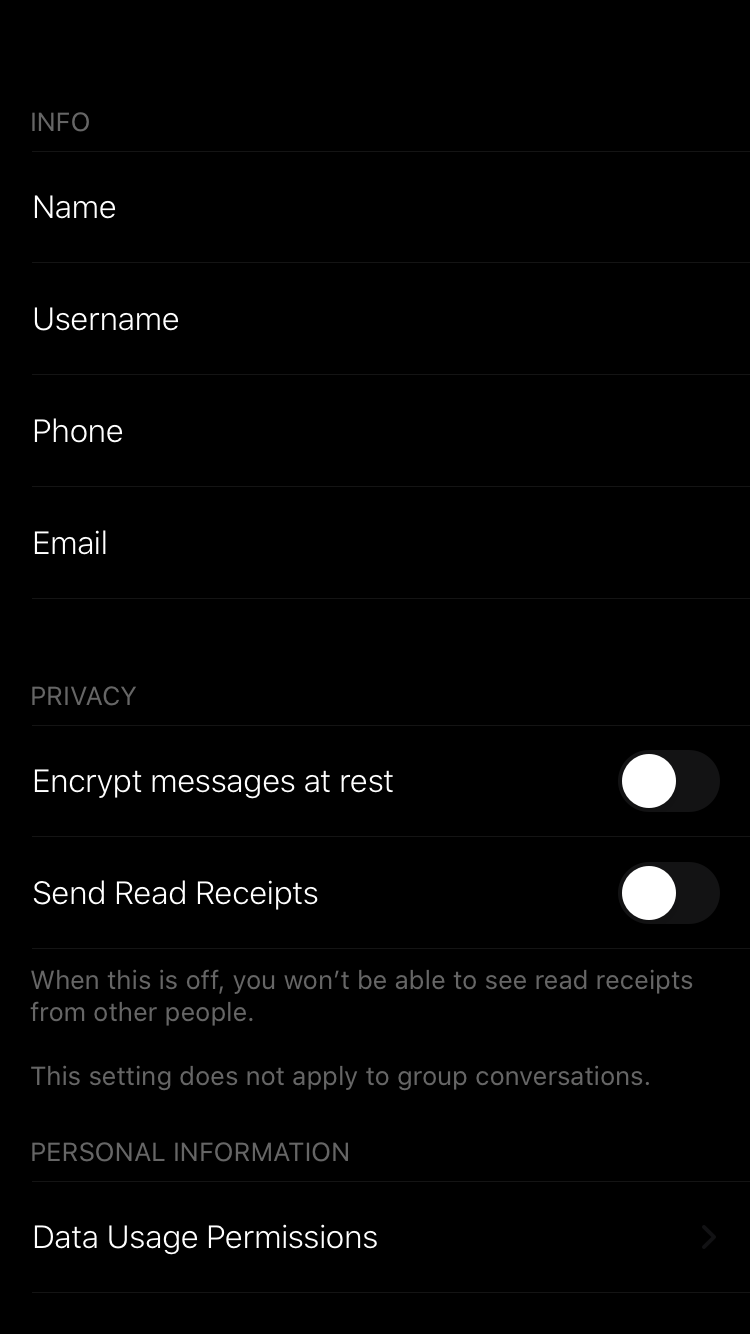 INFO
Name
Username
Phone
Email
PRIVACY
Encrypt messages at rest
Send Read Receipts
When this is off, you won’t be able to see read receipts
from other people.
This setting does not apply to group conversations.
PERSONAL INFORMATION
Data Usage Permissions